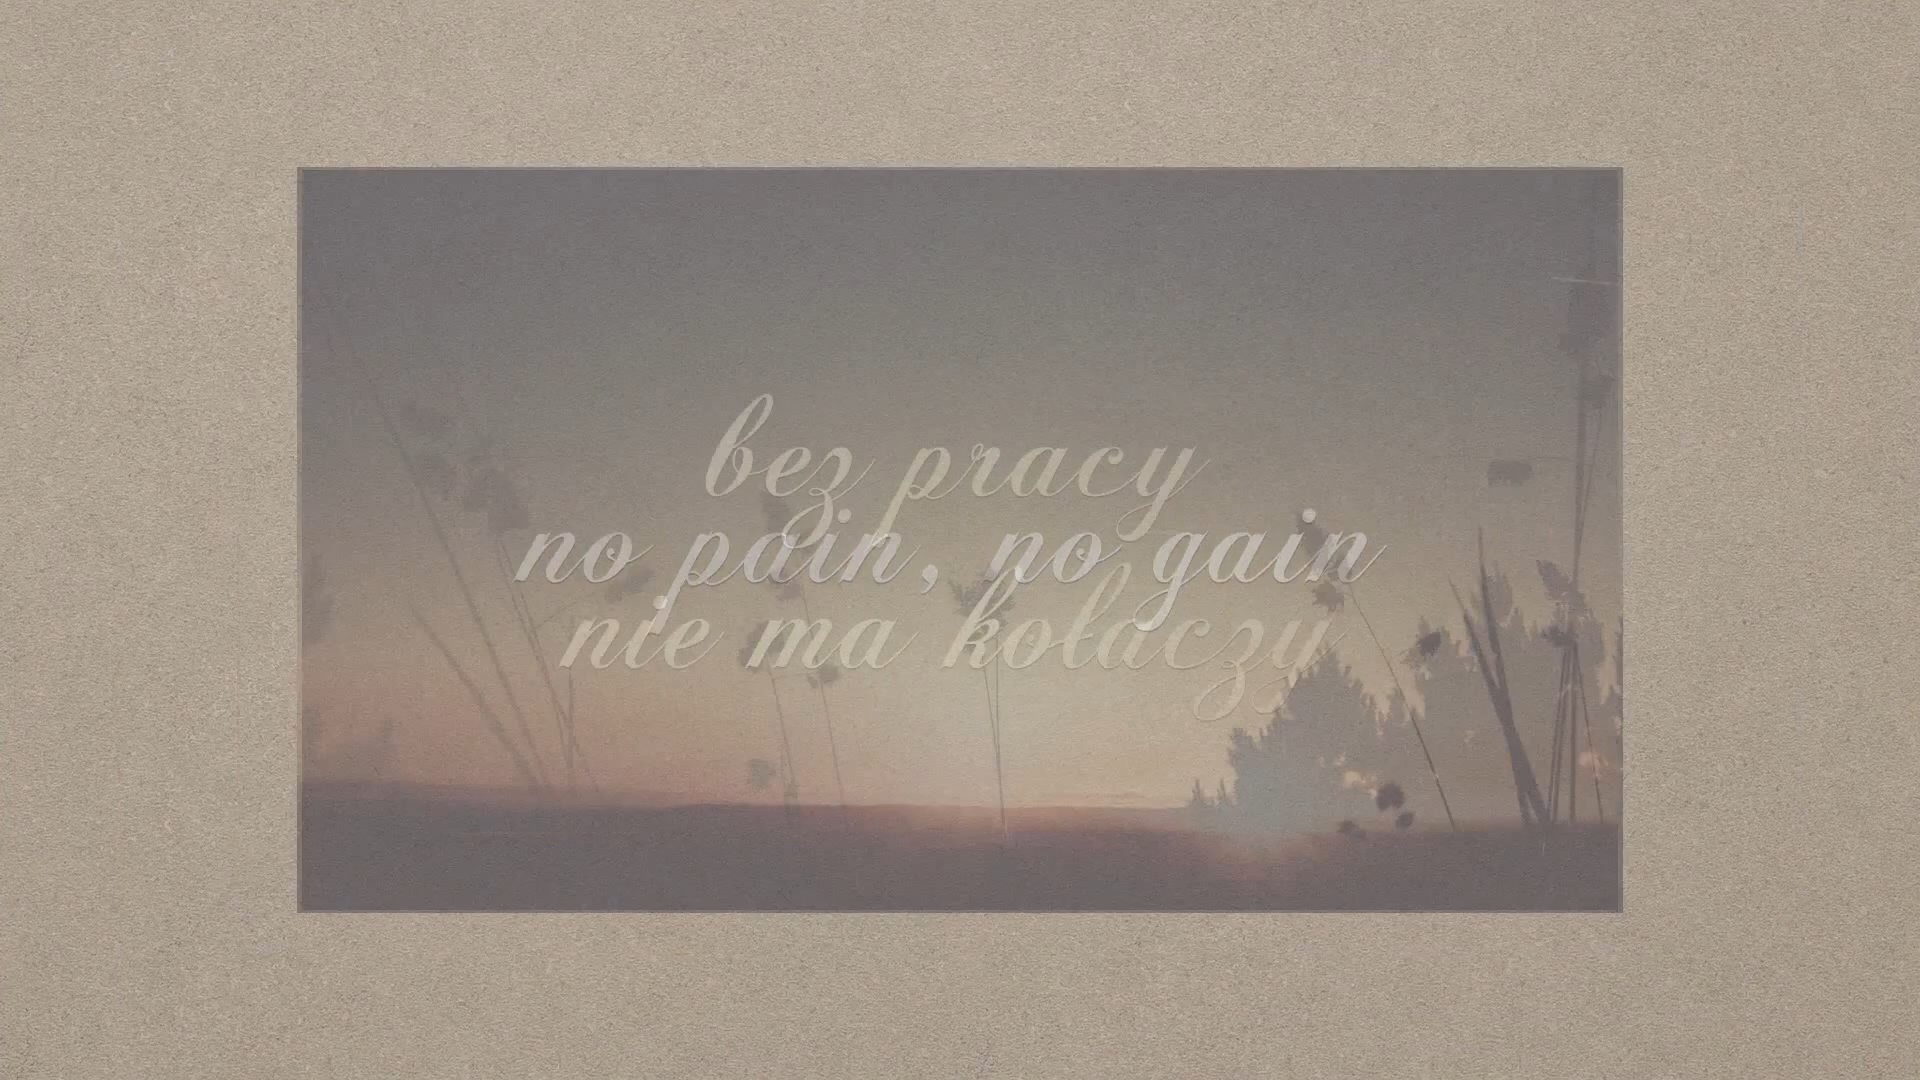 bez pracy
no pain, no gain
nie ma kołaczy